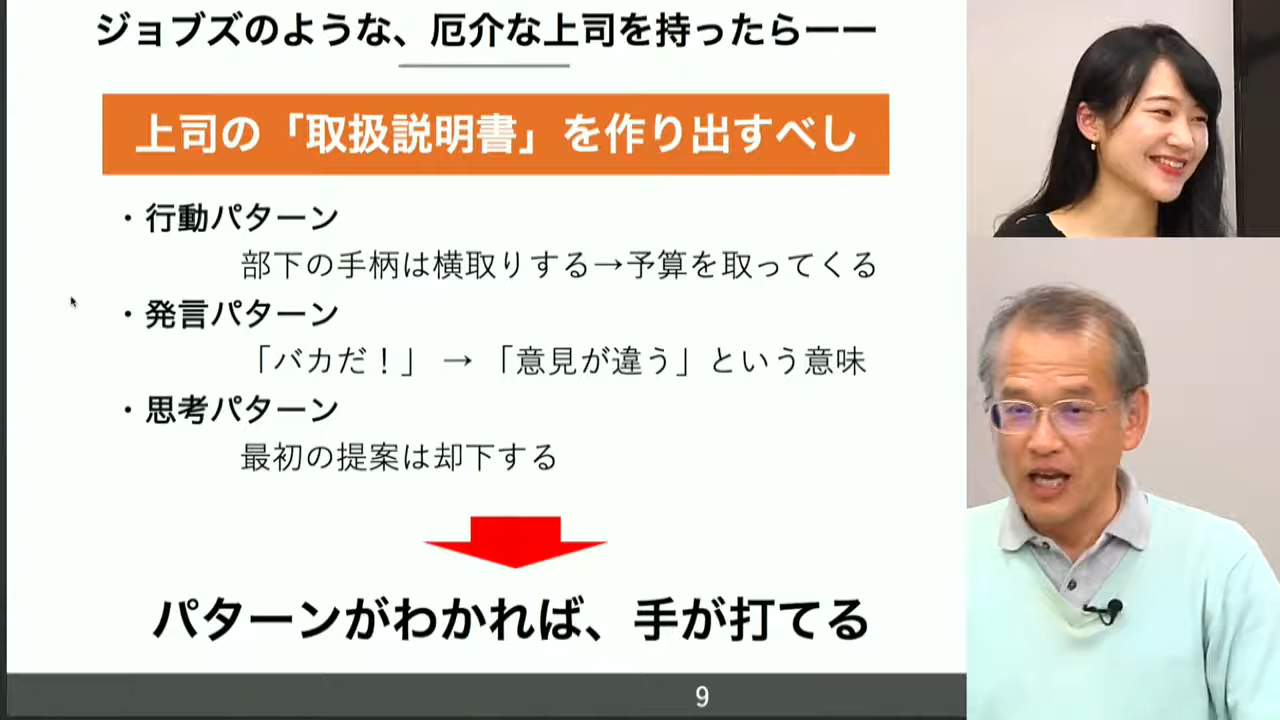 ジョブズのような、厄介な上司を持ったらーー
上司の「取扱説明書」を作り出すべし
・行動パターン
部下の手柄は横取りする→予算を取ってくる
・発言パターン
「バカだ！」 → 「意見が違う」という意味
・思考パターン
最初の提案は却下する
パターンがわかれば、手が打てる
9